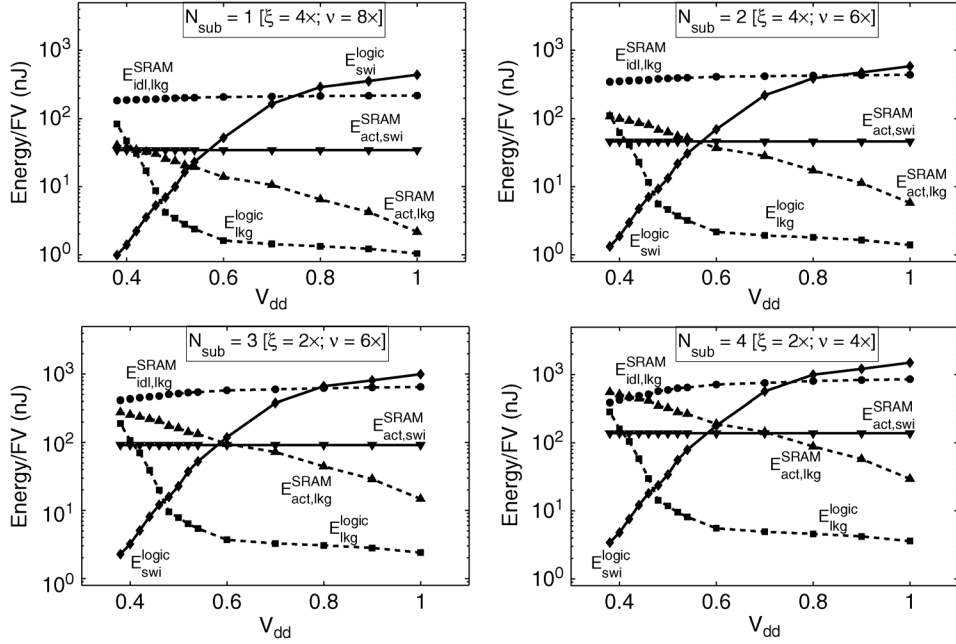 N_sub = 1 [ξ = 4×; ν = 8×]
Energy/FV (nJ)
10^3
10^2
10^1
10^0
E^SRAM_idl,lkg
E^logic_swi
E^SRAM_act,swi
E^SRAM_act,lkg
E^logic_lkg
0.4 0.6 0.8 1
V_dd
N_sub = 2 [ξ = 4×; ν = 6×]
Energy/FV (nJ)
10^3
10^2
10^1
10^0
E^SRAM_idl,lkg
E^SRAM_act,swi
E^SRAM_act,lkg
E^logic_lkg
E^logic_swi
0.4 0.6 0.8 1
V_dd
N_sub = 3 [ξ = 2×; ν = 6×]
Energy/FV (nJ)
10^3
10^2
10^1
10^0
E^SRAM_idl,lkg
E^SRAM_act,swi
E^SRAM_act,lkg
E^logic_lkg
E^logic_swi
0.4 0.6 0.8 1
V_dd
N_sub = 4 [ξ = 2×; ν = 4×]
Energy/FV (nJ)
10^3
10^2
10^1
10^0
E^SRAM_idl,lkg
E^SRAM_act,swi
E^SRAM_act,lkg
E^logic_lkg
E^logic_swi
0.4 0.6 0.8 1
V_dd